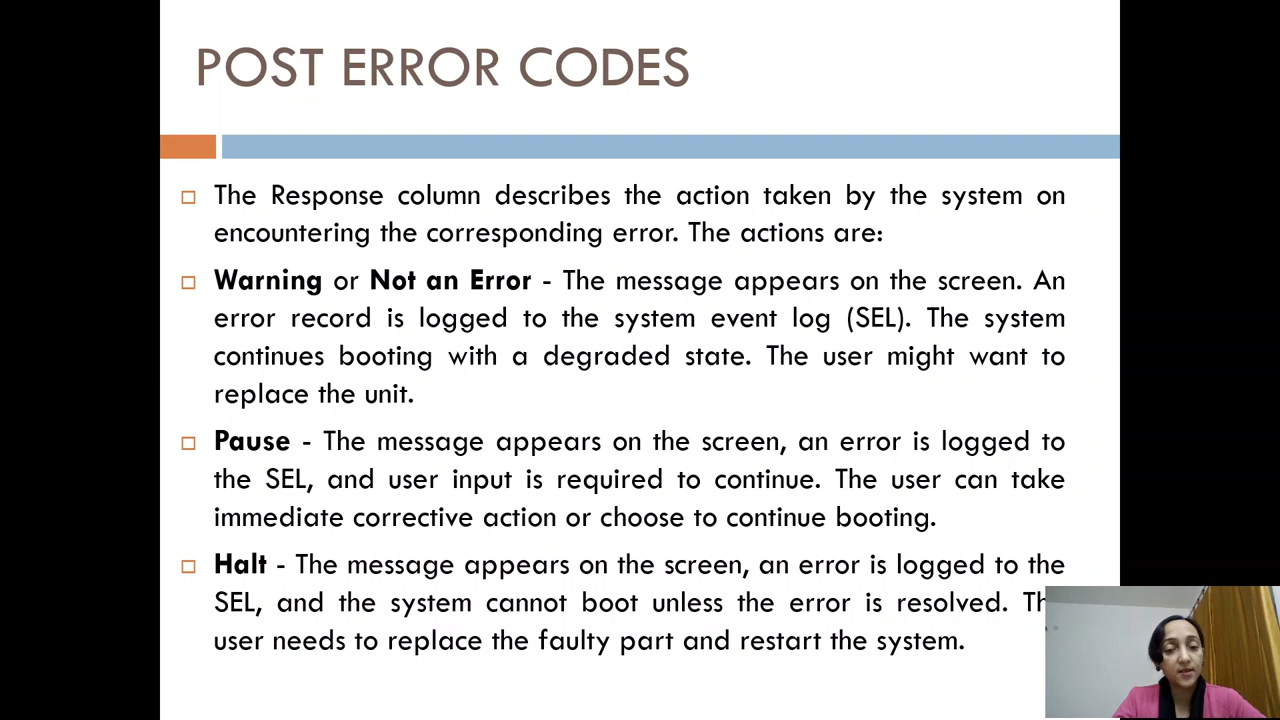 POST ERROR CODES
The Response column describes the action taken by the system on
encountering the corresponding error. The actions are:
Warning or Not an Error - The message appears on the screen. An
error record is logged to the system event log (SEL). The system
continues booting with a degraded state. The user might want to
replace the unit.
Pause - The message appears on the screen, an error is logged to
the SEL, and user input is required to continue. The user can take
immediate corrective action or choose to continue booting.
Halt - The message appears on the screen, an error is logged to the
SEL, and the system cannot boot unless the error is resolved.
user needs to replace the faulty part and restart the system.